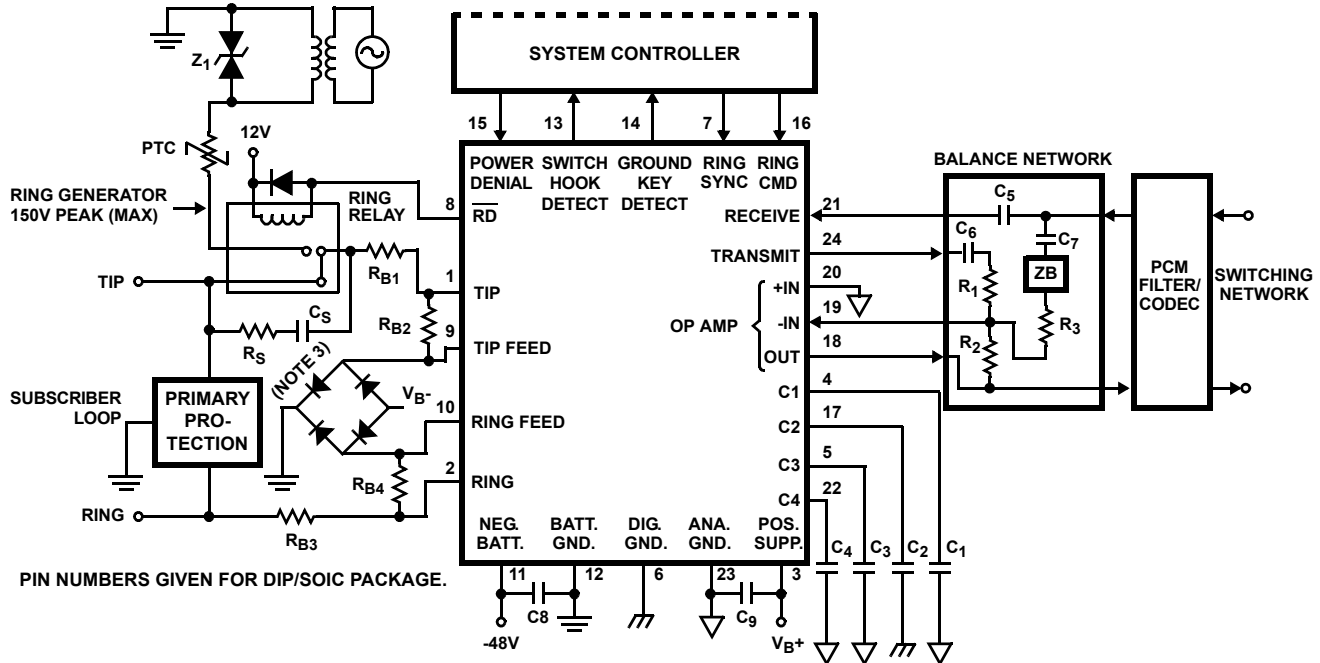 SYSTEM CONTROLLER
Z1
15
13
14
7
16
12V
PTC
RING GENERATOR
150V PEAK (MAX)
RING
RELAY
8
POWER
DENIAL
SWITCH
HOOK
DETECT
GROUND
KEY
DETECT
RING
SYNC
RING
CMD
RD
RECEIVE
21
TRANSMIT
24
+IN
20
-IN
19
OP AMP
OUT
18
BALANCE NETWORK
C5
C6
C7
ZB
R1
R2
R3
PCM
FILTER/
CODEC
SWITCHING
NETWORK
TIP
RB1
1
TIP
CS
RS
RB2
9
TIP FEED
(NOTE 3)
VB-
SUBSCRIBER
LOOP
PRIMARY
PRO-
TECTION
10
RING FEED
2
RING
RB4
RING
RB3
C1
4
C2
17
C3
5
C4
22
NEG.
BATT.
BATT.
GND.
DIG.
GND.
ANA.
GND.
POS.
SUPP.
C4
C3
C2
C1
PIN NUMBERS GIVEN FOR DIP/SOIC PACKAGE.
11
12
6
23
3
C8
C9
-48V
VB+